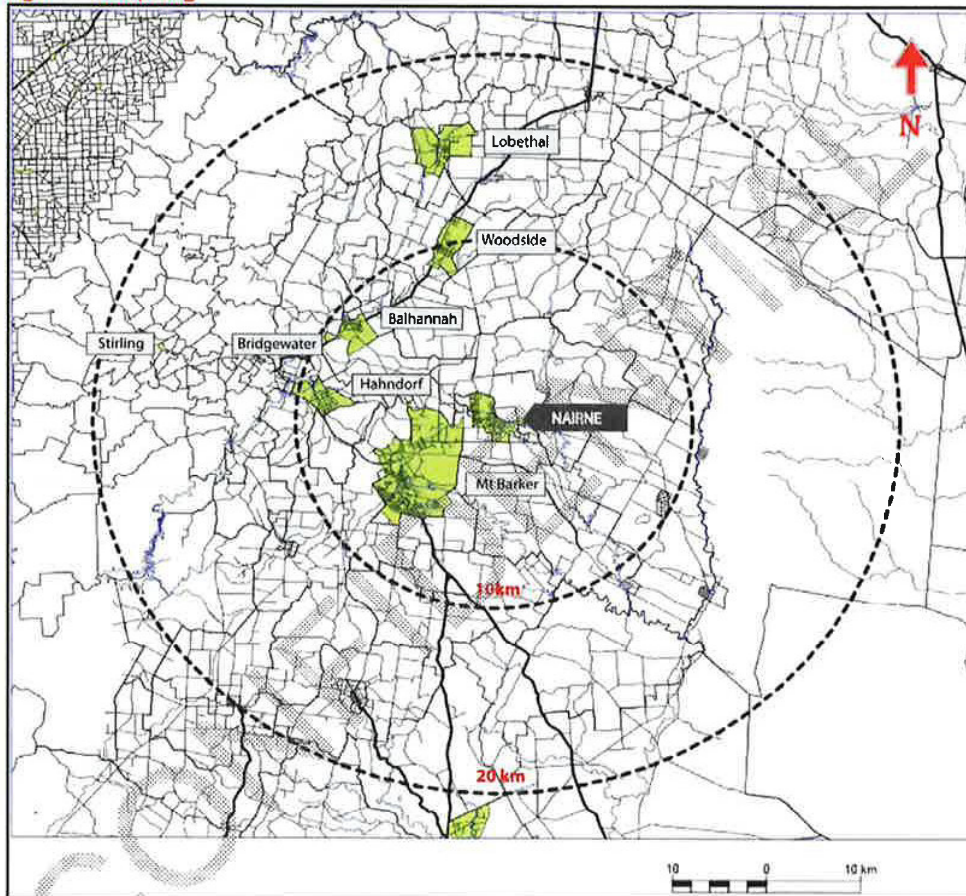 N
Lobethal
Woodside
Balhannah
Stirling
Bridgewater
Hahndorf
NAIRNE
Mt Barker
10km
20 km
10 0 10 km